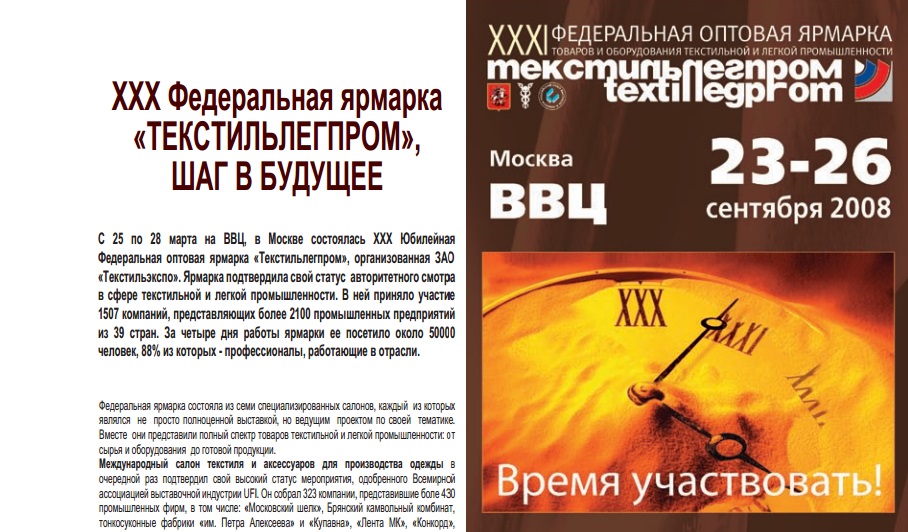 XXX Федеральная ярмарка
«ТЕКСТИЛЬЛЕГПРОМ»,
ШАГ В БУДУЩЕЕ
С 25 по 28 марта на ВВЦ, в Москве состоялась XXX Юбилейная
Федеральная оптовая ярмарка «Текстильлегпром», организованная ЗАО
«Текстильэкспо». Ярмарка подтвердила свой статус авторитетного смотра
в сфере текстильной и легкой промышленности. В ней приняло участие
1507 компаний, представляющих более 2100 промышленных предприятий
из 39 стран. За четыре дня работы ярмарки ее посетило около 50000
человек, 88% из которых - профессионалы, работающие в отрасли.
Федеральная ярмарка состояла из семи специализированных салонов, каждый из которых
являлся не просто полноценной выставкой, но ведущим проектом по своей тематике.
Вместе они представили полный спектр товаров текстильной и легкой промышленности: от
сырья и оборудования до готовой продукции.
Международный салон текстиля и аксессуаров для производства одежды в
очередной раз подтвердил свой высокий статус мероприятия, одобренного Всемирной
ассоциацией выставочной индустрии UFI. Он собрал 323 компании, представившие боле 430
промышленных фирм, в том числе: «Московский шелк», Брянский камвольный комбинат,
тонкосуконные фабрики «им. Петра Алексеева» и «Купавна», «Лента МК», «Конкорд»,
XXXI ФЕДЕРАЛЬНАЯ ОПТОВАЯ ЯРМАРКА
ТОВАРОВ И ОБОРУДОВАНИЯ ТЕКСТИЛЬНОЙ И ЛЕГКОЙ ПРОМЫШЛЕННОСТИ
текстильлегпром
textillegprom
Москва
ВВЦ
23-26
сентября 2008
XXX
XXXI
Время участвовать!